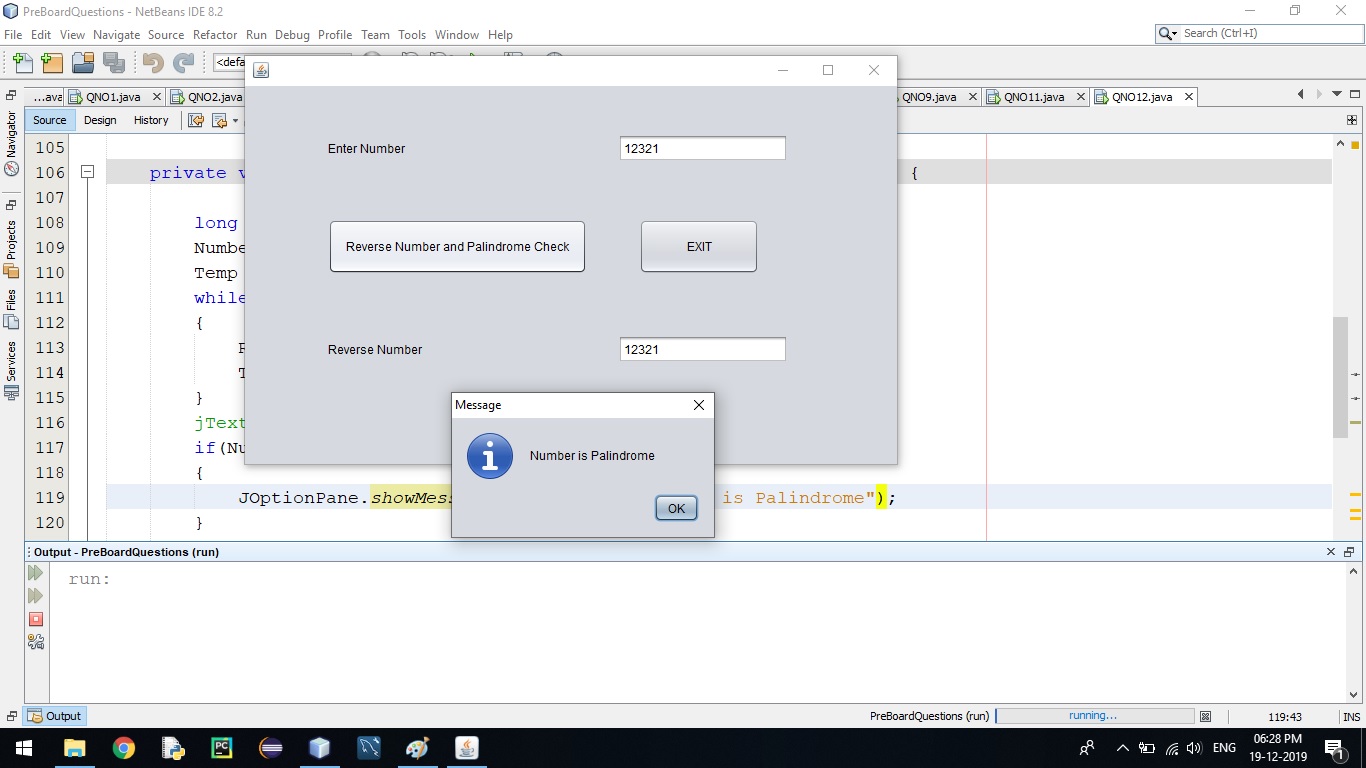 PreBoardQuestions - NetBeans IDE 8.2
File Edit View Navigate Source Refactor Run Debug Profile Team Tools Window Help
Search (Ctrl+I)
<defa
...ava QNO1.java QNO2.java QNO9.java QNO11.java QNO12.java
Source Design History
Navigator
Projects
Files
Services
105
106 private v {
107
108 long
109 Numbe
110 Temp
111 while
112 {
113
114
115 }
116 jText
117 if(Nu
118 {
119 JOptionPane.showMes is Palindrome");
120 }
Enter Number 12321
Reverse Number and Palindrome Check EXIT
Reverse Number 12321
Message
Number is Palindrome
OK
Output - PreBoardQuestions (run)
run:
Output
PreBoardQuestions (run) running... 119:43 INS
PC
ENG
06:28 PM
19-12-2019
1